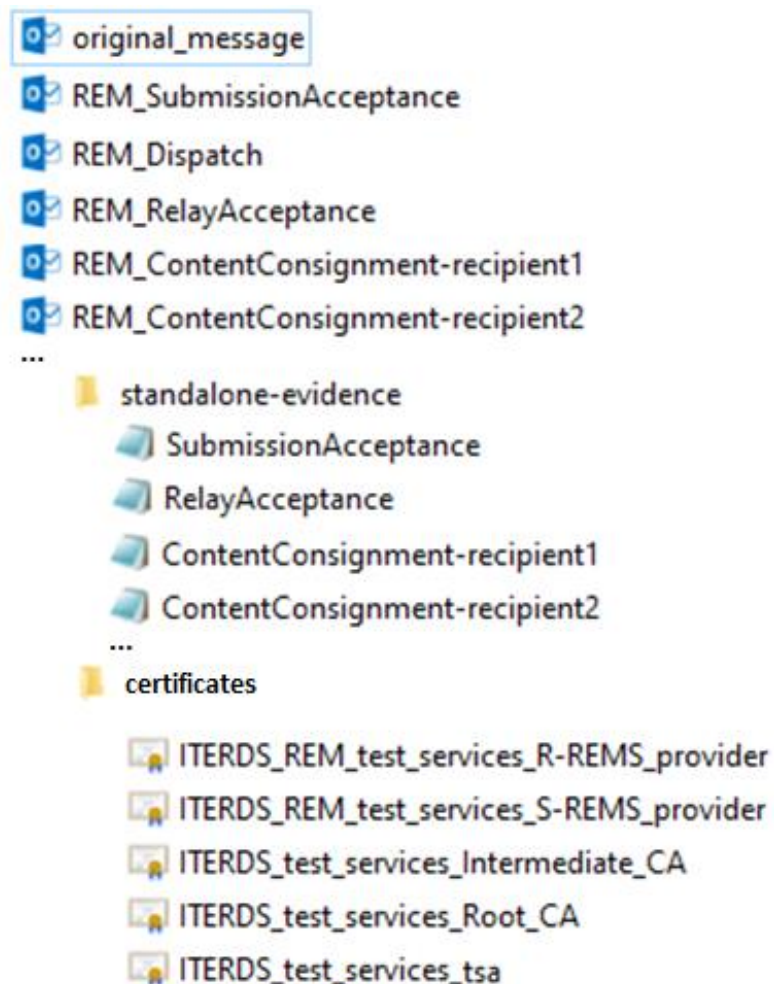 original_message
REM_SubmissionAcceptance
REM_Dispatch
REM_RelayAcceptance
REM_ContentConsignment-recipient1
REM_ContentConsignment-recipient2
...
standalone-evidence
SubmissionAcceptance
RelayAcceptance
ContentConsignment-recipient1
ContentConsignment-recipient2
...
certificates
ITERDS_REM_test_services_R-REMS_provider
ITERDS_REM_test_services_S-REMS_provider
ITERDS_test_services_Intermediate_CA
ITERDS_test_services_Root_CA
ITERDS_test_services_tsa